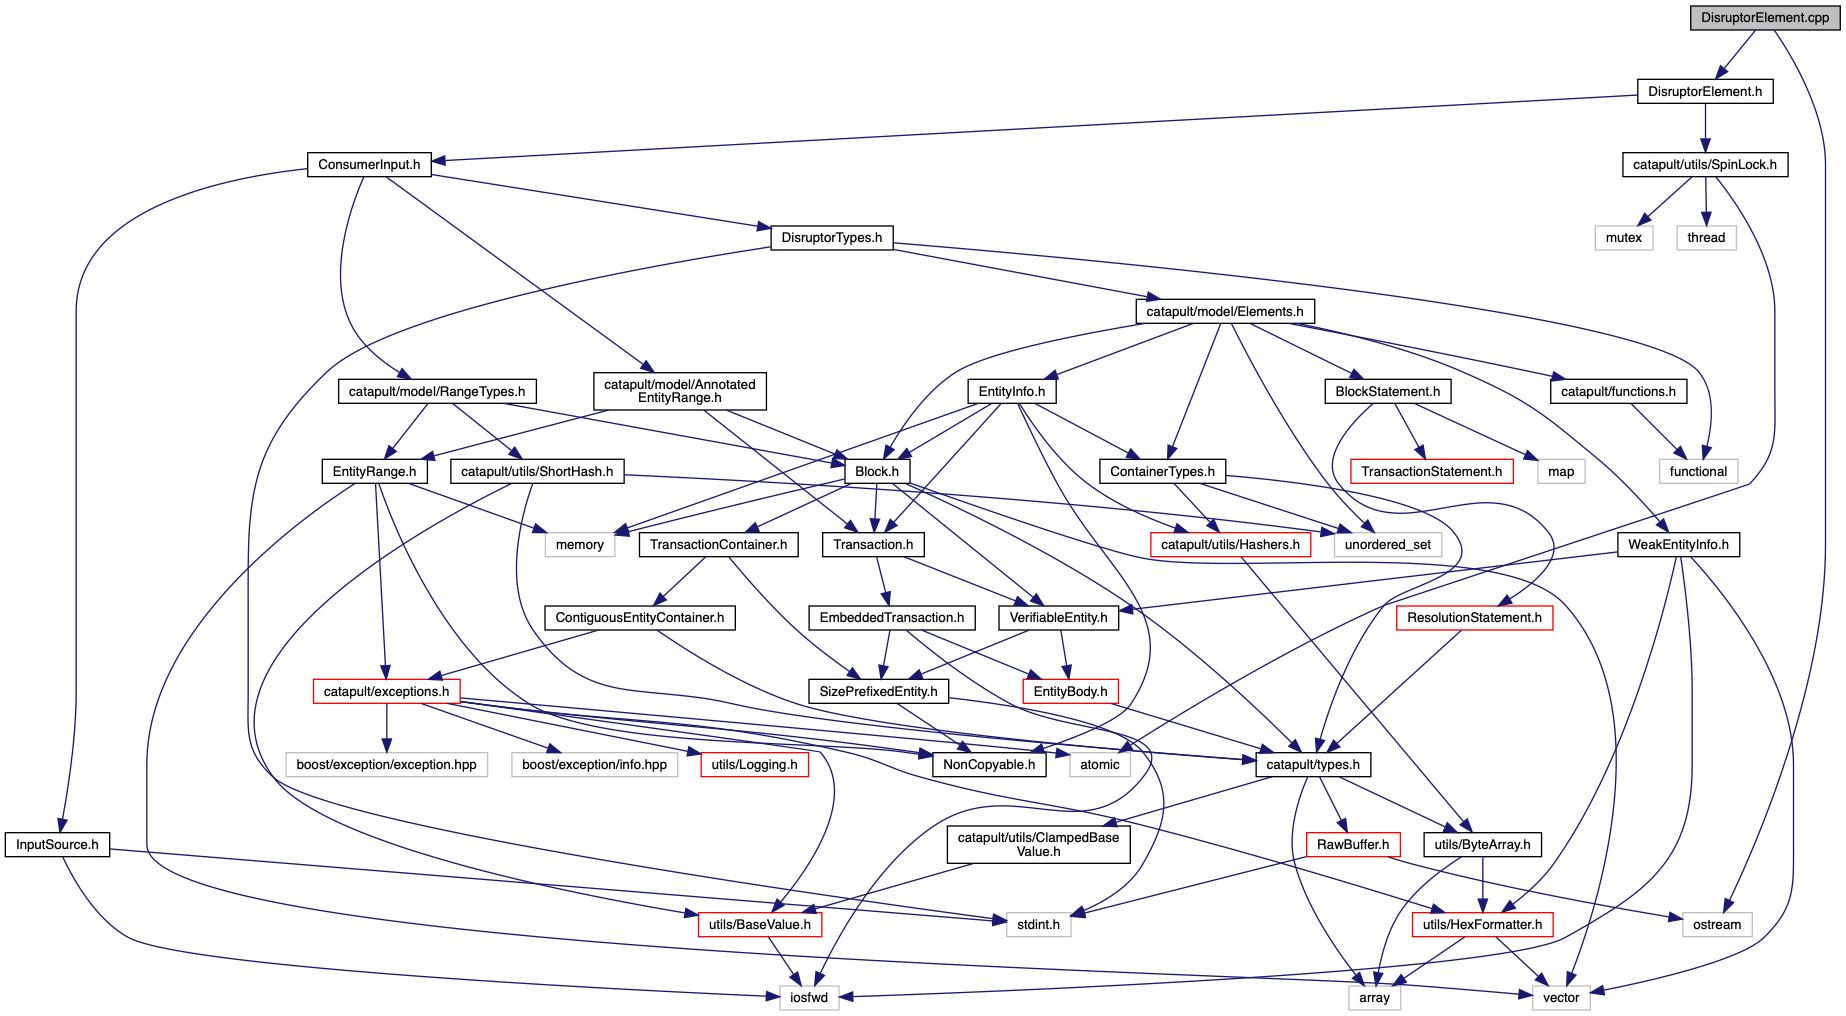 DisruptorElement.cpp
DisruptorElement.h
ConsumerInput.h
catapult/utils/SpinLock.h
DisruptorTypes.h
mutex
thread
catapult/model/Elements.h
catapult/model/RangeTypes.h
catapult/model/Annotated
EntityRange.h
EntityInfo.h
BlockStatement.h
catapult/functions.h
EntityRange.h
catapult/utils/ShortHash.h
Block.h
ContainerTypes.h
TransactionStatement.h
map
functional
memory
TransactionContainer.h
Transaction.h
catapult/utils/Hashers.h
unordered_set
WeakEntityInfo.h
ContiguousEntityContainer.h
EmbeddedTransaction.h
VerifiableEntity.h
ResolutionStatement.h
catapult/exceptions.h
SizePrefixedEntity.h
EntityBody.h
boost/exception/exception.hpp
boost/exception/info.hpp
utils/Logging.h
NonCopyable.h
atomic
catapult/types.h
InputSource.h
catapult/utils/ClampedBase
Value.h
RawBuffer.h
utils/ByteArray.h
utils/BaseValue.h
stdint.h
utils/HexFormatter.h
ostream
iosfwd
array
vector